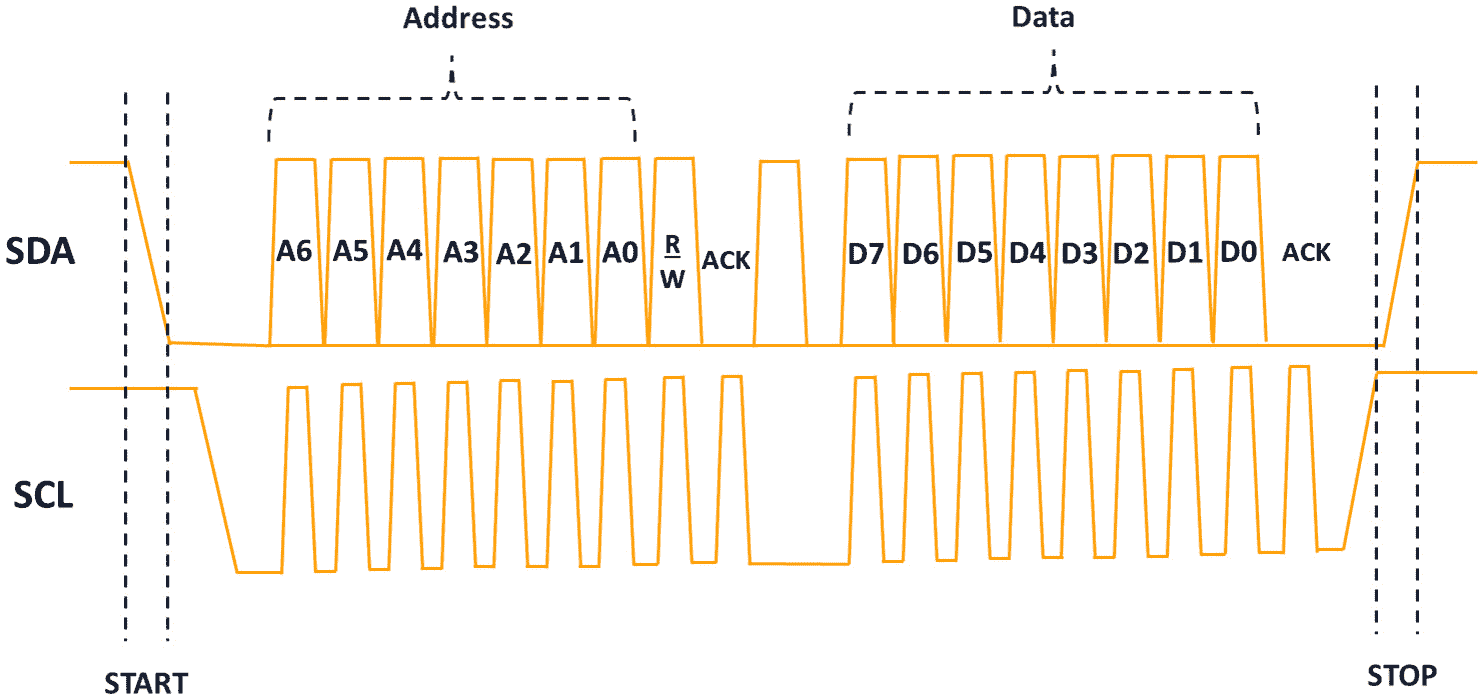 Address Data
SDA A6 A5 A4 A3 A2 A1 A0 R ACK D7 D6 D5 D4 D3 D2 D1 D0 ACK
W
SCL
START STOP